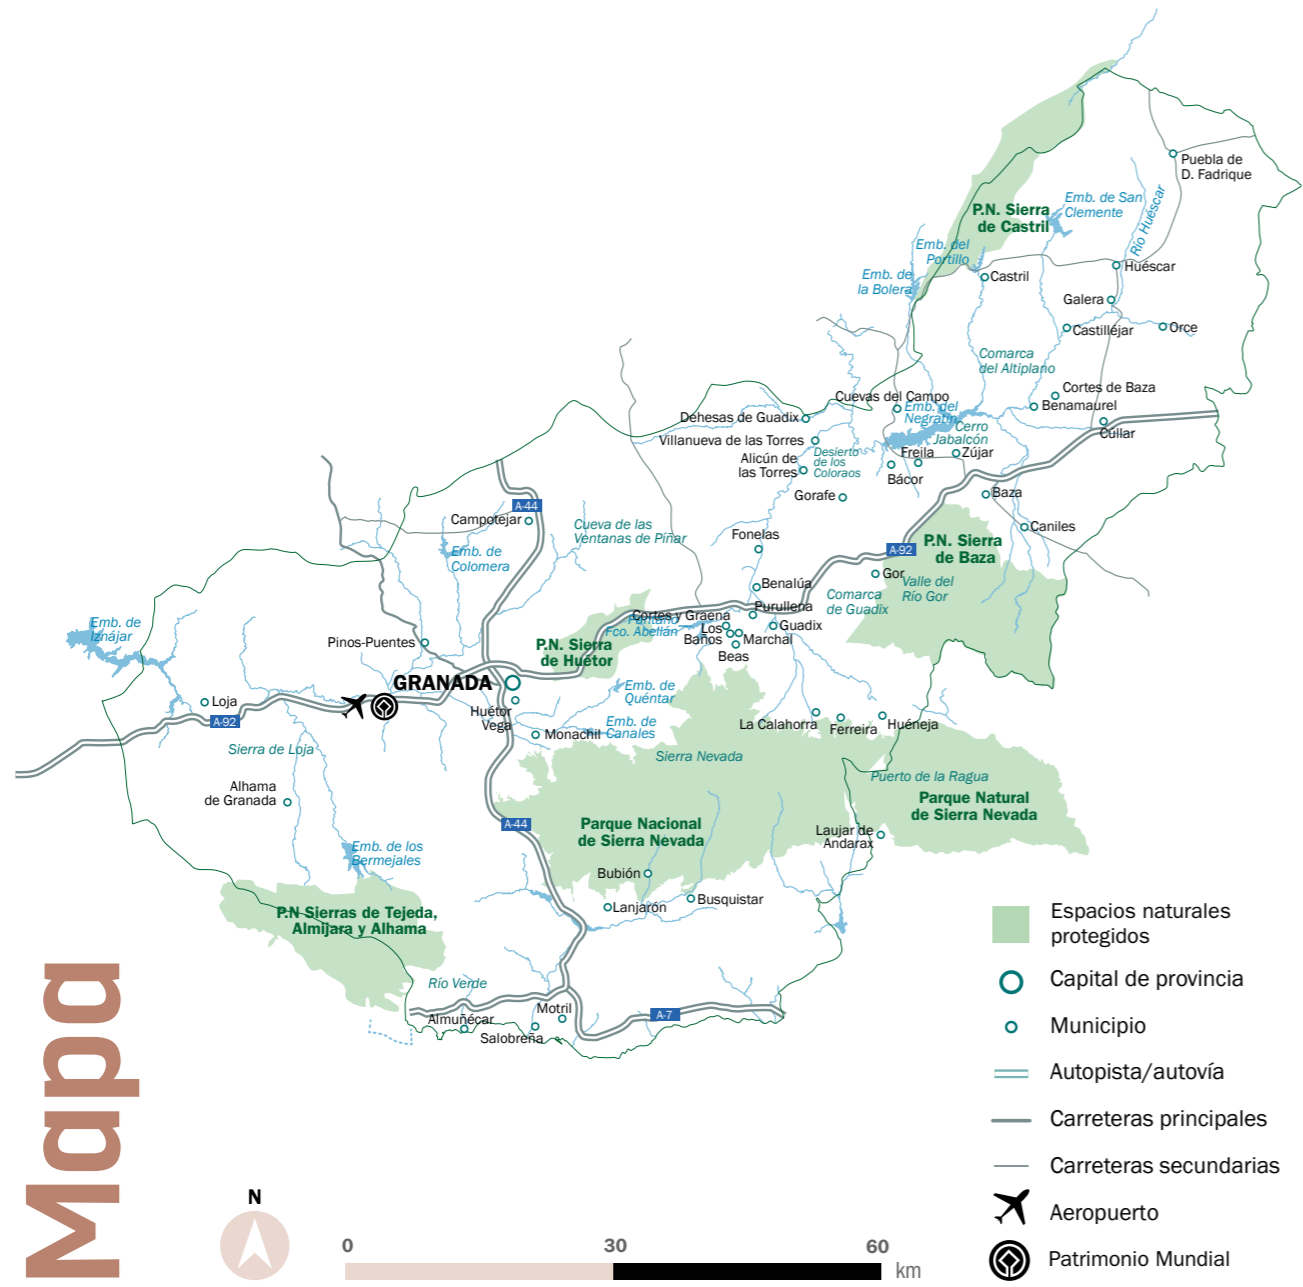 Puebla de
D. Fadrique
Emb. de San
Clemente
P.N. Sierra
de Castril
Río Huéscar
Emb. del
Portillo
Emb. de
la Bolera
Huéscar
Castril
Galera
Castilléjar
Orce
Comarca
del Altiplano
Cortes de Baza
Cuevas del Campo
Benamaurel
Emb. del
Negratín
Dehesas de Guadix
Cullar
Cerro
Jabalcón
Villanueva de las Torres
Desierto
de los
Coloraos
Freila
Zújar
Alicún de
las Torres
Bácor
Gorafe
Baza
A-44
Campotejar
Cueva de las
Ventanas de Píñar
Caniles
Fonelas
P.N. Sierra
de Baza
A-92
Emb. de
Colomera
Gor
Valle del
Río Gor
Benalúa
Comarca
de Guadix
Purullena
Cortes y Graena
Pantano
Fco. Abellán
Los
Baños
Marchal
Guadix
Beas
Emb. de
Iznájar
Pinos-Puentes
P.N. Sierra
de Huétor
GRANADA
Emb. de
Quéntar
Loja
A-92
Huétor
Vega
Emb. de
Canales
Monachil
La Calahorra
Ferreira
Huéneja
Sierra de Loja
Sierra Nevada
Puerto de la Ragua
Alhama
de Granada
Parque Natural
de Sierra Nevada
A-44
Parque Nacional
de Sierra Nevada
Laujar de
Andarax
Emb. de los
Bermejales
Bubión
Busquistar
Lanjarón
P.N Sierras de Tejeda,
Almijara y Alhama
Río Verde
Almuñécar
Motril
Salobreña
A-7
Espacios naturales
protegidos
Capital de provincia
Municipio
Autopista/autovía
Carreteras principales
Carreteras secundarias
Aeropuerto
Patrimonio Mundial
Mapa
N
0
30
60
km